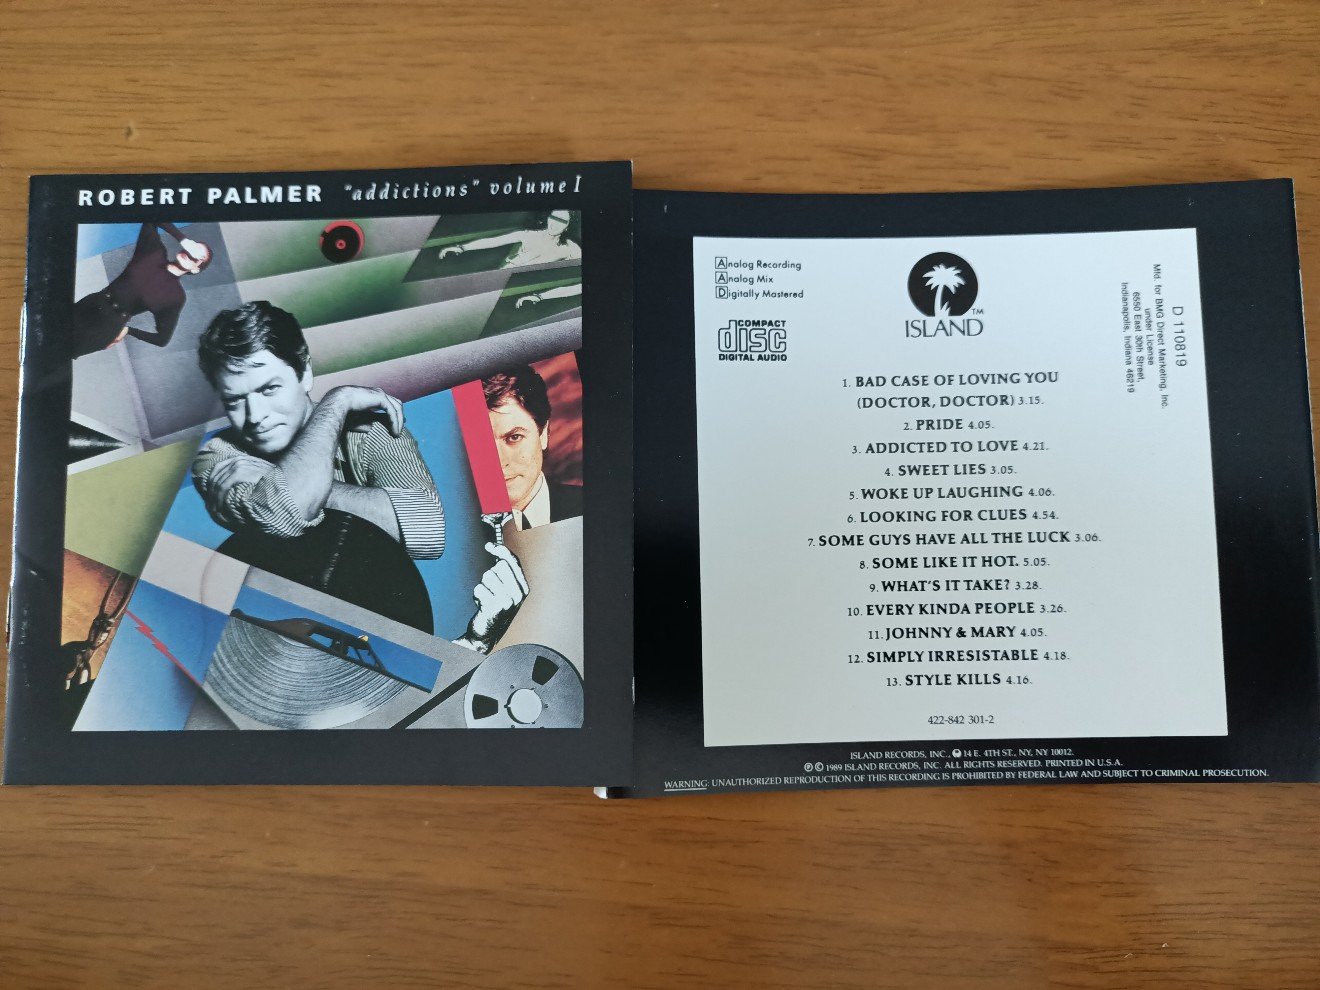 ROBERT PALMER "addictions" volume I
Analog Recording
Analog Mix
Digitally Mastered
COMPACT
disc
DIGITAL AUDIO
TM
ISLAND
Mfd. for BMG Direct Marketing, Inc.
under License
6550 East 30th Street,
Indianapolis, Indiana 46219
D 110819
1. BAD CASE OF LOVING YOU
(DOCTOR, DOCTOR) 3.15.
2. PRIDE 4.05.
3. ADDICTED TO LOVE 4.21.
4. SWEET LIES 3.05.
5. WOKE UP LAUGHING 4.06.
6. LOOKING FOR CLUES 4.54.
7. SOME GUYS HAVE ALL THE LUCK 3.06.
8. SOME LIKE IT HOT. 5.05.
9. WHAT'S IT TAKE? 3.28.
10. EVERY KINDA PEOPLE 3.26.
11. JOHNNY & MARY 4.05.
12. SIMPLY IRRESISTABLE 4.18.
13. STYLE KILLS 4.16.
422-842 301-2
ISLAND RECORDS, INC., 14 E. 4TH ST., NY, NY 10012.
℗ © 1989 ISLAND RECORDS, INC. ALL RIGHTS RESERVED. PRINTED IN U.S.A.
WARNING: UNAUTHORIZED REPRODUCTION OF THIS RECORDING IS PROHIBITED BY FEDERAL LAW AND SUBJECT TO CRIMINAL PROSECUTION.